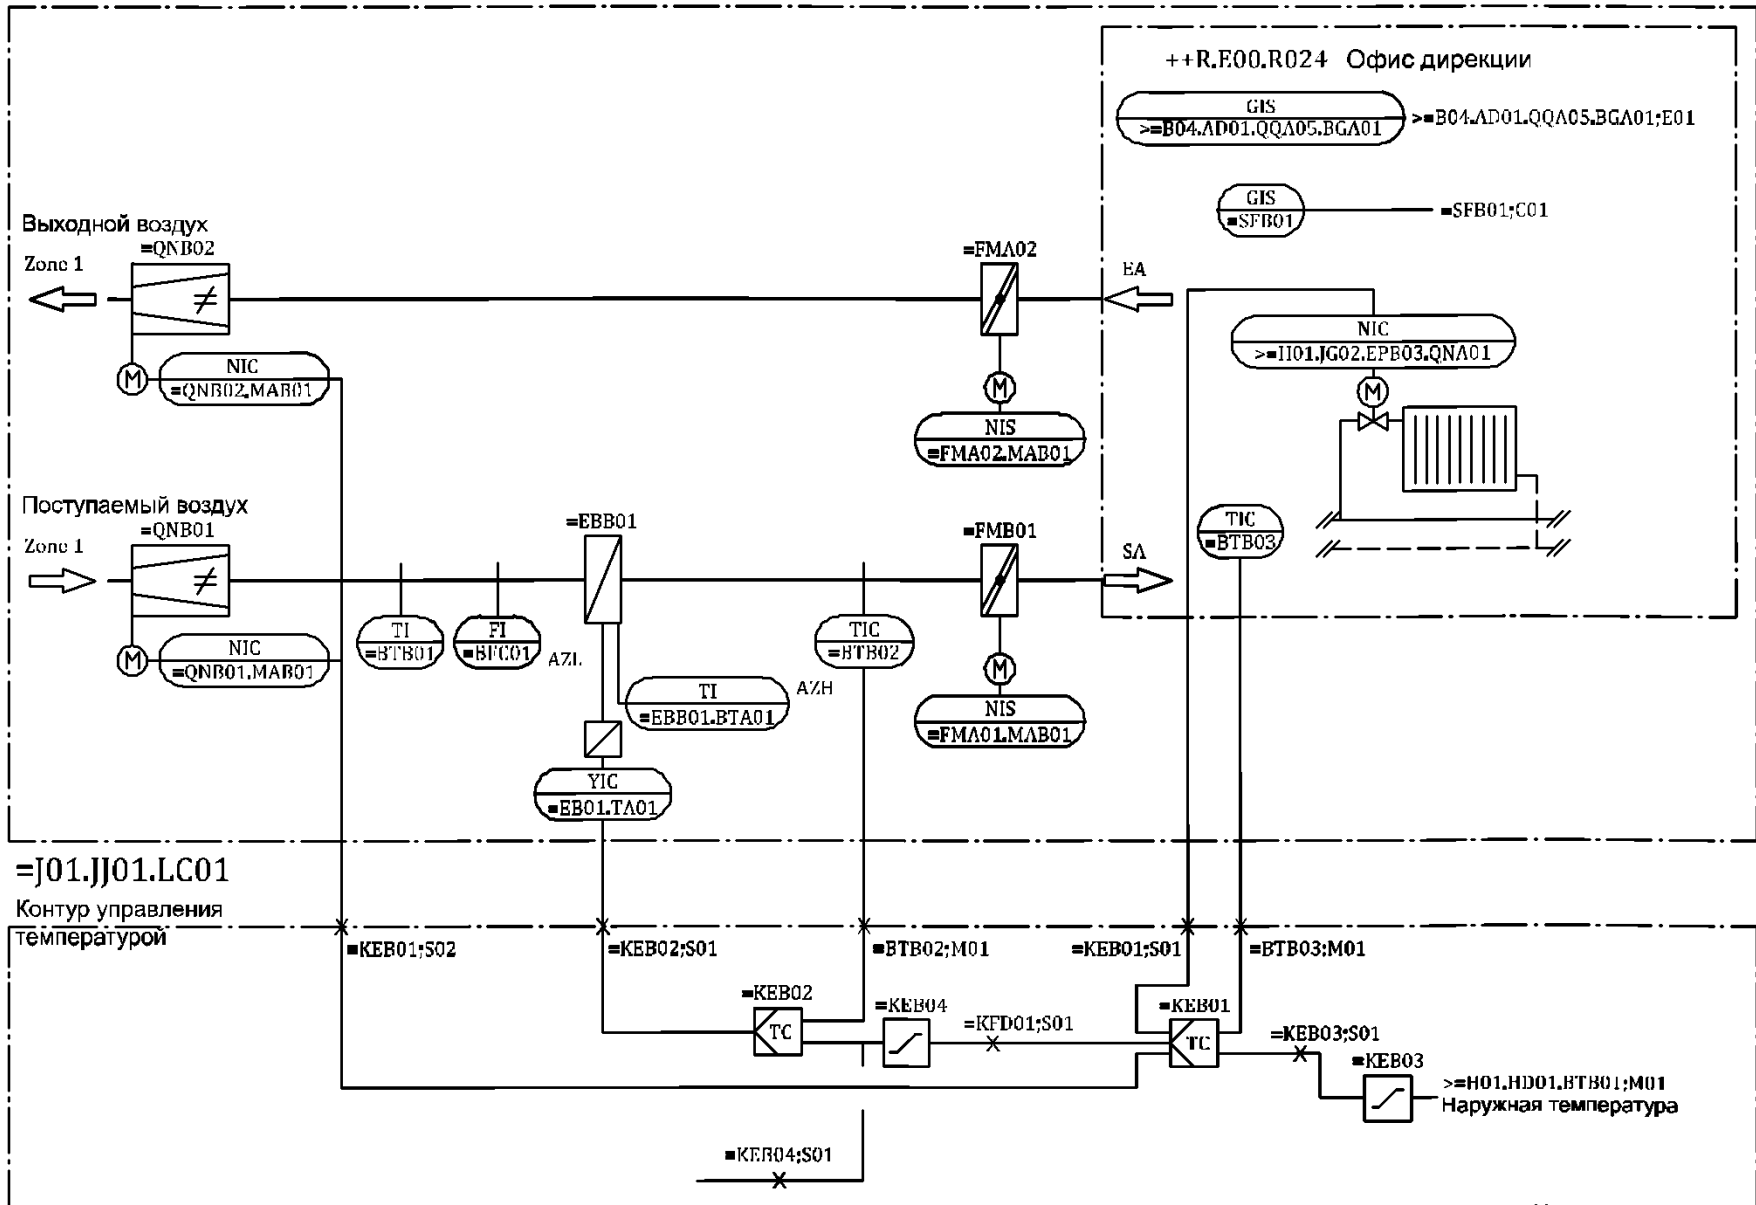 ++R.E00.R024 Офис дирекции
GIS
>=B04.AD01.QQA05.BGA01
>=B04.AD01.QQA05.BGA01;E01
GIS
=SFB01
=SFB01;C01
Выходной воздух
=QNB02
Zone 1
=FMA02
EA
NIC
>=H01.JG02.EPB03.QNA01
M
NIC
=QNB02.MAB01
M
M
NIS
=FMA02.MAB01
Поступаемый воздух
=QNB01
Zone 1
=EBB01
=FMB01
SA
TIC
=BTB03
M
NIC
=QNB01.MAB01
TI
=BTB01
FI
=BFC01
AZL
TIC
=BTB02
TI
=EBB01.BTA01
AZH
M
NIS
=FMA01.MAB01
YIC
=EB01.TA01
=J01.JJ01.LC01
Контур управления
температурой
=KEB01;S02
=KEB02;S01
=BTB02;M01
=KEB01;S01
=BTB03;M01
=KEB02
TC
=KEB04
=KFD01;S01
=KEB01
TC
=KEB03;S01
=KEB03
>=H01.HD01.BTB01;M01
Наружная температура
=KEB04;S01